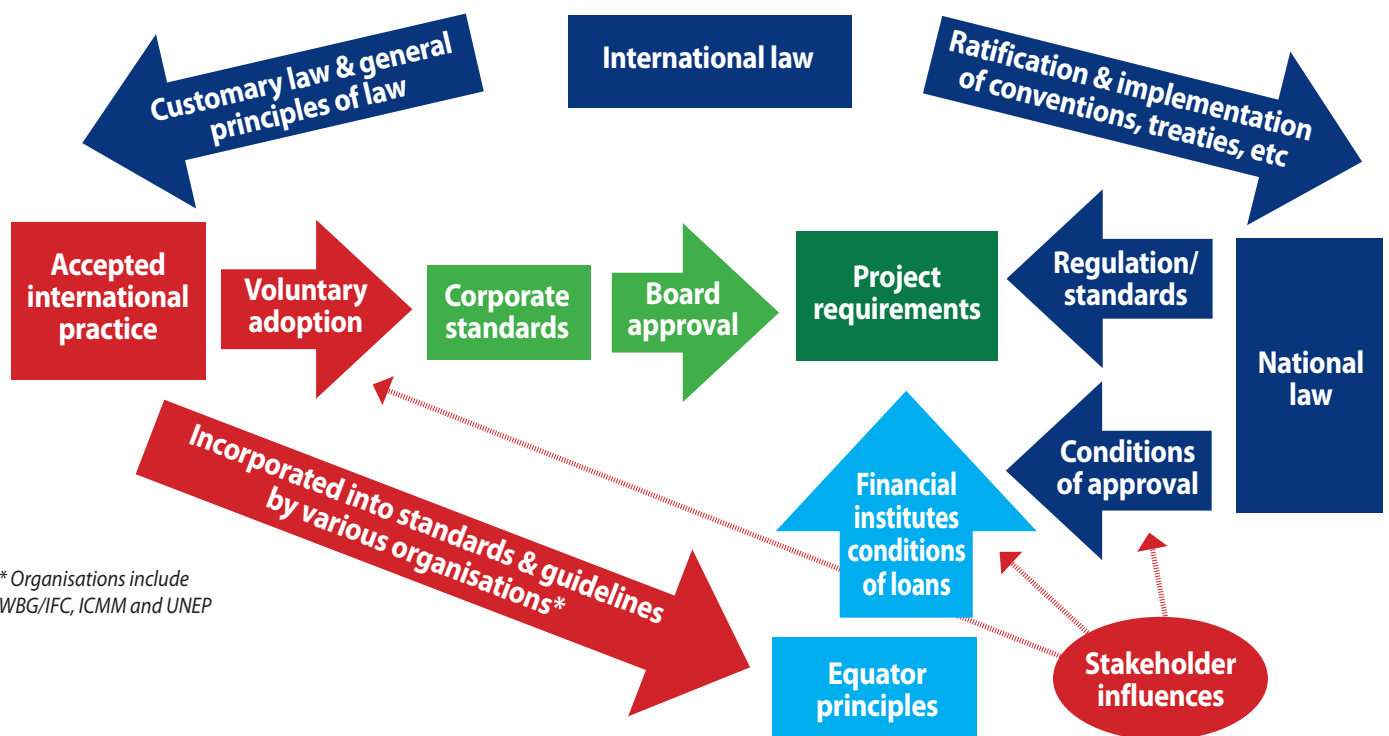 Customary law & general
principles of law
International law
Ratification & implementation
of conventions, treaties, etc
Accepted
international
practice
Voluntary
adoption
Corporate
standards
Board
approval
Project
requirements
Regulation/
standards
National
law
Conditions
of approval
Financial
institutes
conditions
of loans
Incorporated into standards & guidelines
by various organisations*
* Organisations include
WBG/IFC, ICMM and UNEP
Equator
principles
Stakeholder
influences